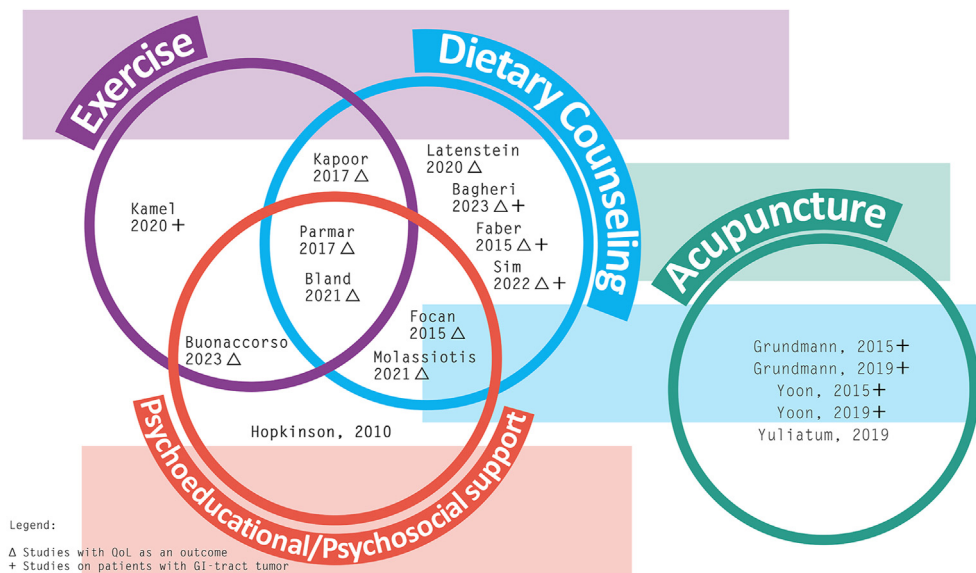 Exercise
Dietary Counseling
Acupuncture
Kapoor
2017 Δ
Latenstein
2020 Δ
Bagheri
2023 Δ +
Faber
2015 Δ +
Sim
2022 Δ +
Kamel
2020 +
Parmar
2017 Δ
Bland
2021 Δ
Focan
2015 Δ
Molassiotis
2021 Δ
Buonaccorso
2023 Δ
Hopkinson, 2010
Psychoeducational/Psychosocial support
Grundmann, 2015+
Grundmann, 2019+
Yoon, 2015+
Yoon, 2019+
Yuliatum, 2019
Legend:
Δ Studies with QoL as an outcome
+ Studies on patients with GI-tract tumor